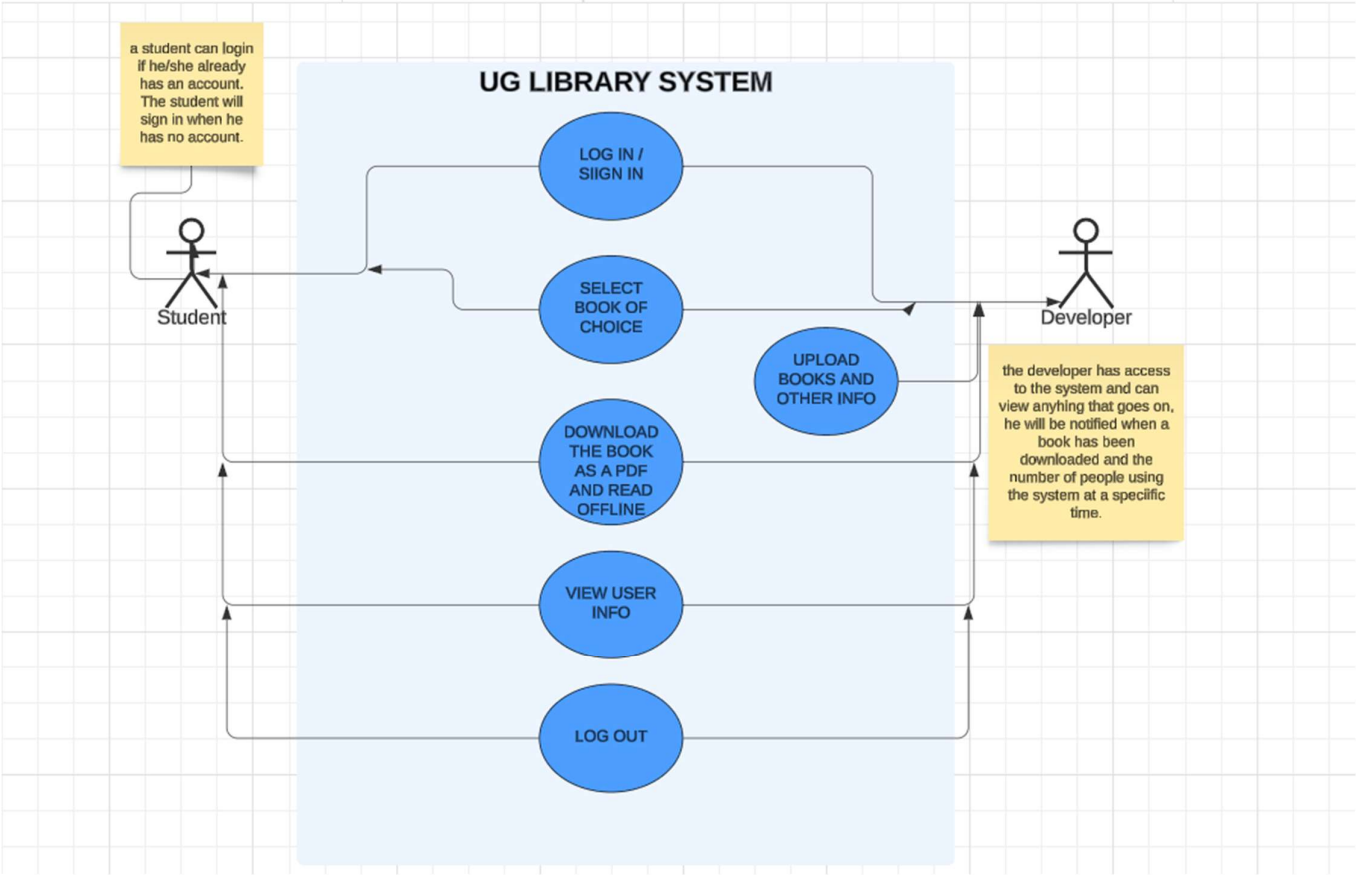 a student can login
if he/she already
has an account.
The student will
sign in when he
has no account.
UG LIBRARY SYSTEM
LOG IN /
SIIGN IN
Student
SELECT
BOOK OF
CHOICE
Developer
UPLOAD
BOOKS AND
OTHER INFO
the developer has access
to the system and can
view anyhing that goes on,
he will be notified when a
book has been
downloaded and the
number of people using
the system at a speciific
time.
DOWNLOAD
THE BOOK
AS A PDF
AND READ
OFFLINE
VIEW USER
INFO
LOG OUT